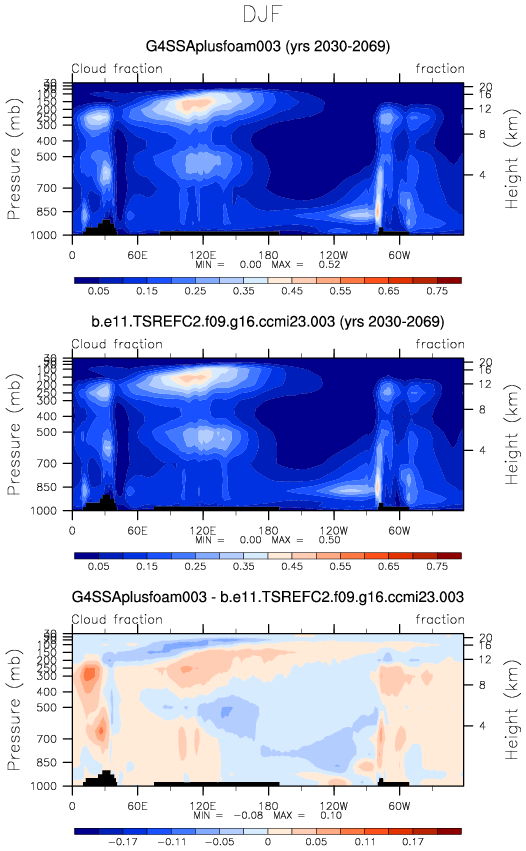 DJF
G4SSAplusfoam003 (yrs 2030-2069)
Cloud fraction fraction
Pressure (mb)
50
100
150
200
250
300
400
500
700
850
1000
20
16
12
8
4
Height (km)
0 60E 120E 180 120W 60W
MIN = 0.00 MAX = 0.52
0.05 0.15 0.25 0.35 0.45 0.55 0.65 0.75
b.e11.TSREFC2.f09.g16.ccmi23.003 (yrs 2030-2069)
Cloud fraction fraction
Pressure (mb)
50
100
150
200
250
300
400
500
700
850
1000
20
16
12
8
4
Height (km)
0 60E 120E 180 120W 60W
MIN = 0.00 MAX = 0.50
0.05 0.15 0.25 0.35 0.45 0.55 0.65 0.75
G4SSAplusfoam003 - b.e11.TSREFC2.f09.g16.ccmi23.003
Cloud fraction fraction
Pressure (mb)
50
100
150
200
250
300
400
500
700
850
1000
20
16
12
8
4
Height (km)
0 60E 120E 180 120W 60W
MIN = -0.08 MAX = 0.10
-0.17 -0.11 -0.05 0 0.05 0.11 0.17